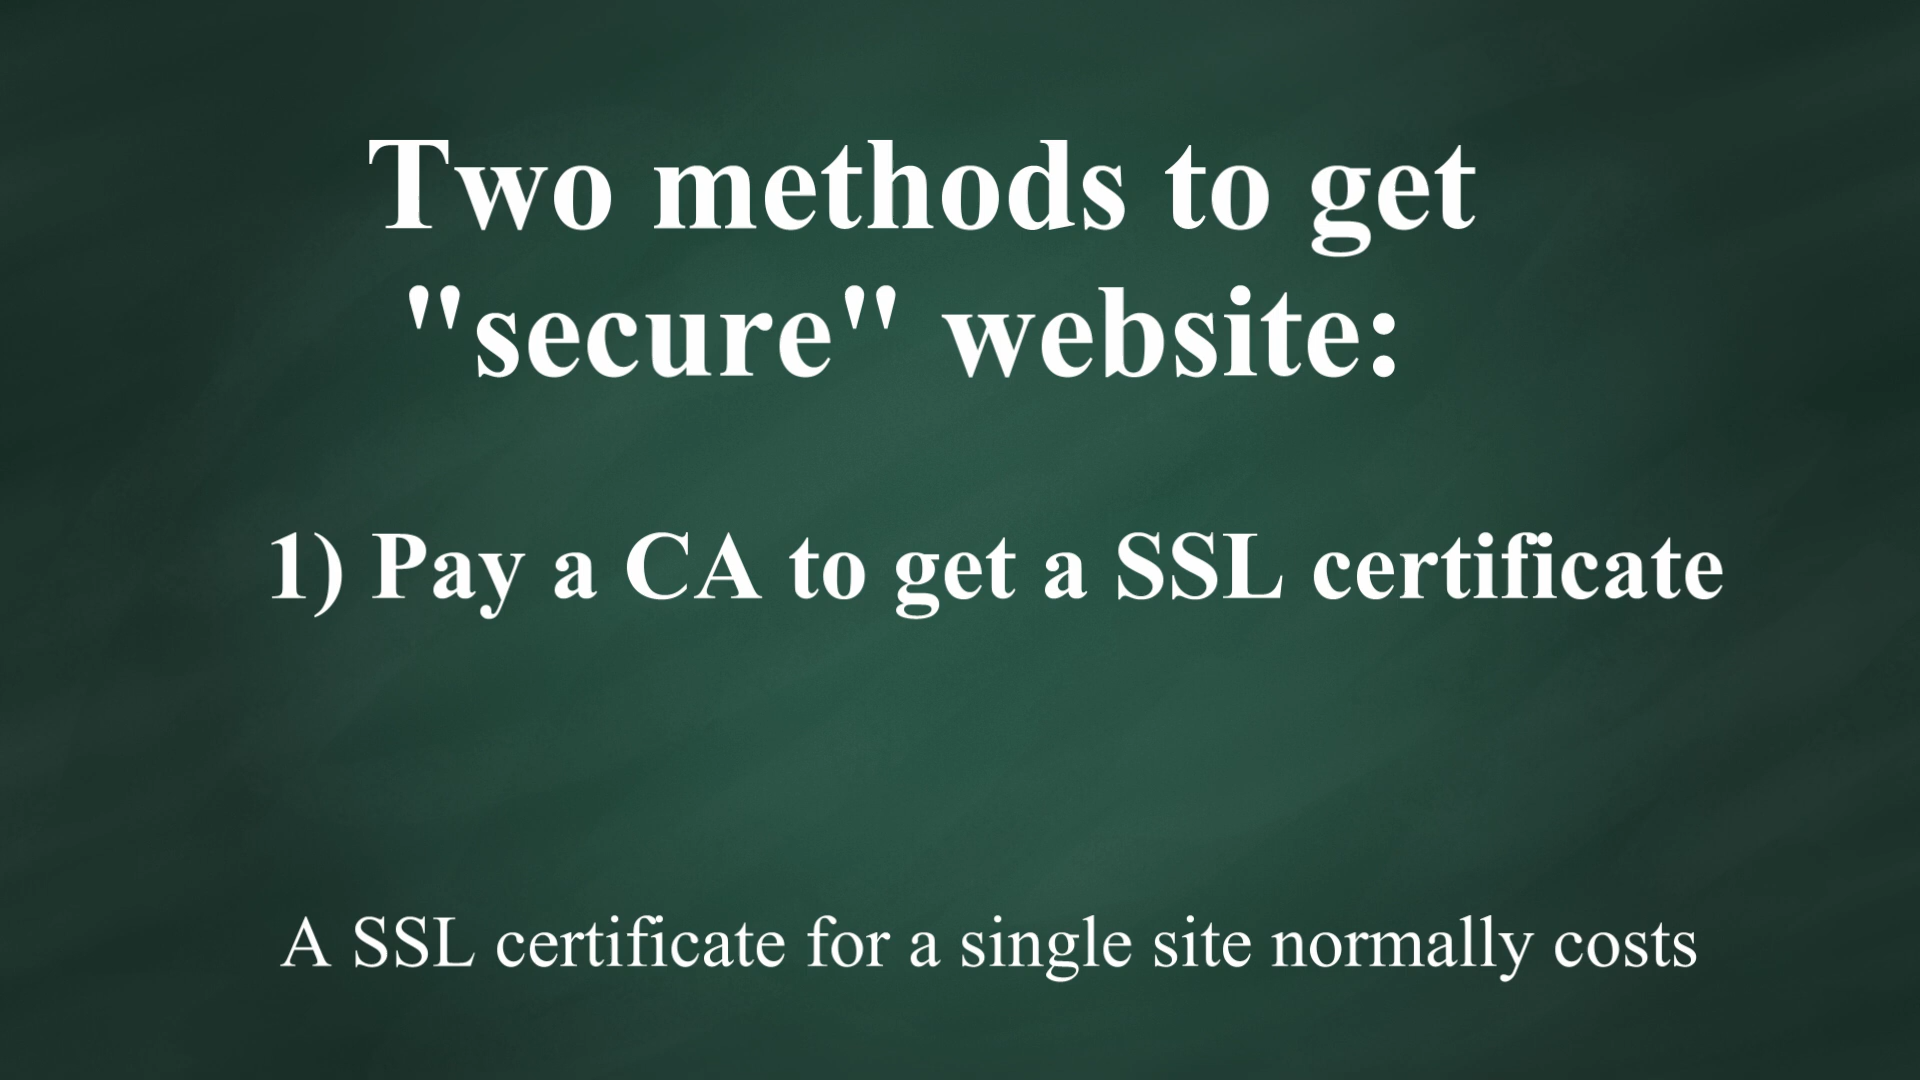 Two methods to get
"secure" website:
1) Pay a CA to get a SSL certificate
A SSL certificate for a single site normally costs